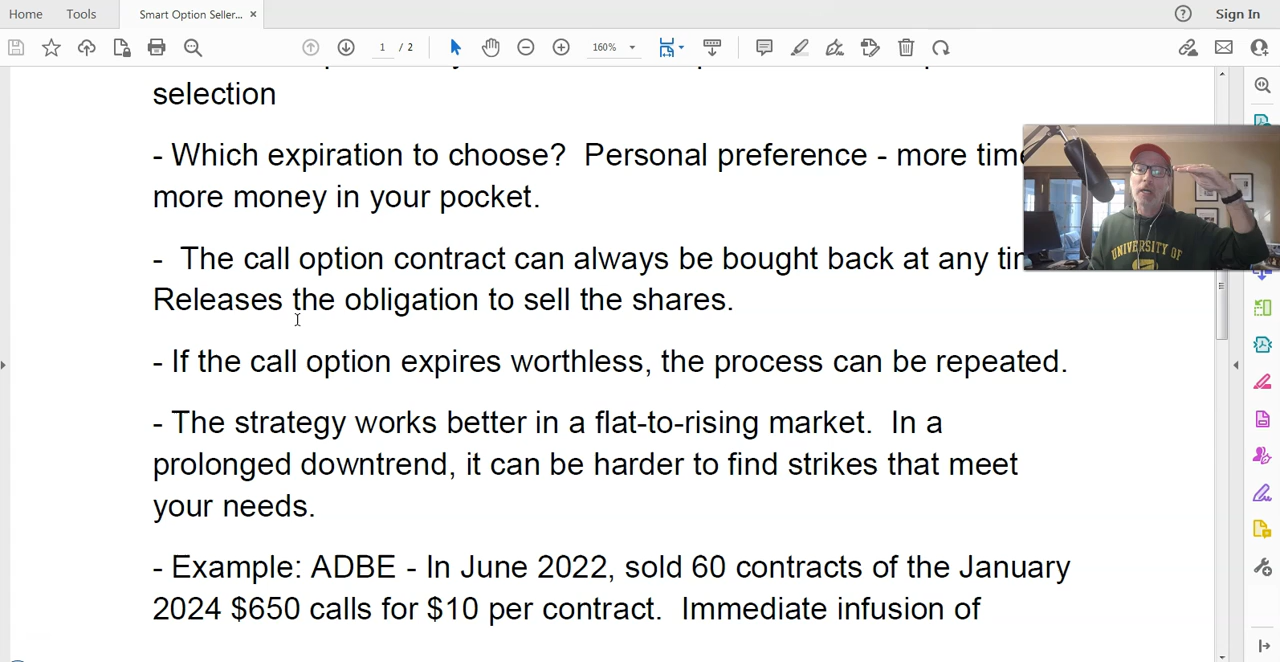 Home Tools Smart Option Seller... × Sign In
1 / 2 160%
selection
- Which expiration to choose? Personal preference - more time
more money in your pocket.
- The call option contract can always be bought back at any
Releases the obligation to sell the shares.
- If the call option expires worthless, the process can be repeated.
- The strategy works better in a flat-to-rising market. In a
prolonged downtrend, it can be harder to find strikes that meet
your needs.
- Example: ADBE - In June 2022, sold 60 contracts of the January
2024 $650 calls for $10 per contract. Immediate infusion of
UNIVERSITY OF